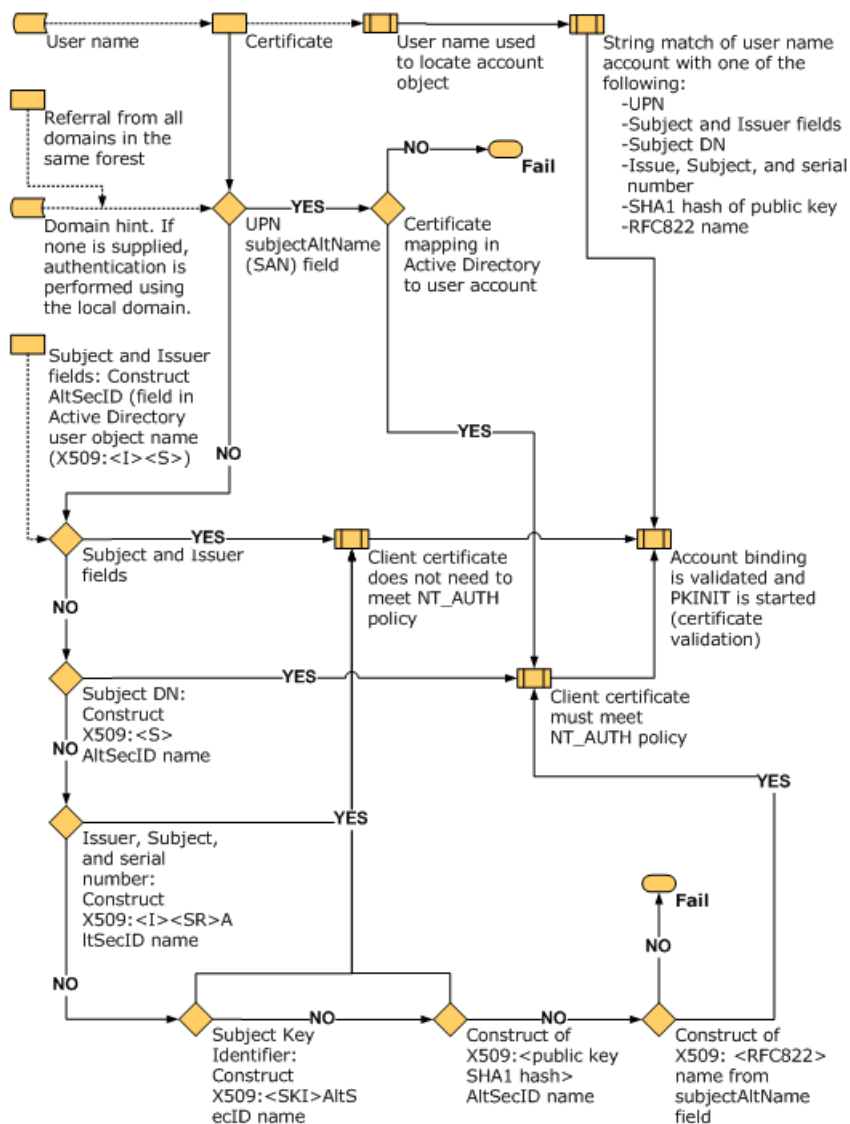 User name
Certificate
User name used
to locate account
object
String match of user name
account with one of the
following:
-UPN
-Subject and Issuer fields
-Subject DN
-Issue, Subject, and serial
number
-SHA1 hash of public key
-RFC822 name
Referral from all
domains in the
same forest
NO
Fail
Domain hint. If
none is supplied,
authentication is
performed using
the local domain.
YES
UPN
subjectAltName
(SAN) field
Certificate
mapping in
Active Directory
to user account
Subject and Issuer
fields: Construct
AltSecID (field in
Active Directory
user object name
(X509:<I><S>)
NO
YES
YES
Subject and Issuer
fields
Client certificate
does not need to
meet NT_AUTH
policy
Account binding
is validated and
PKINIT is started
(certificate
validation)
NO
YES
Subject DN:
Construct
X509:<S>
AltSecID name
Client certificate
must meet
NT_AUTH policy
NO
YES
YES
Issuer, Subject,
and serial
number:
Construct
X509:<I><SR>A
ltSecID name
Fail
NO
NO
NO
NO
Subject Key
Identifier:
Construct
X509:<SKI>AltS
ecID name
Construct of
X509:<public key
SHA1 hash>
AltSecID name
Construct of
X509: <RFC822>
name from
subjectAltName
field